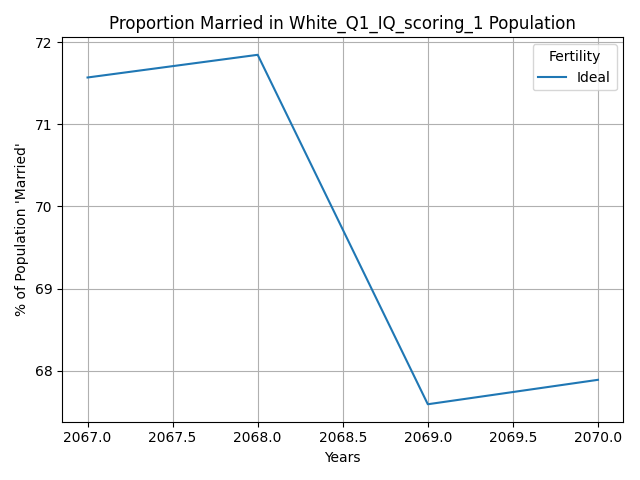 Proportion Married in White_Q1_IQ_scoring_1 Population
Fertility
Ideal
% of Population 'Married'
72
71
70
69
68
2067.0 2067.5 2068.0 2068.5 2069.0 2069.5 2070.0
Years